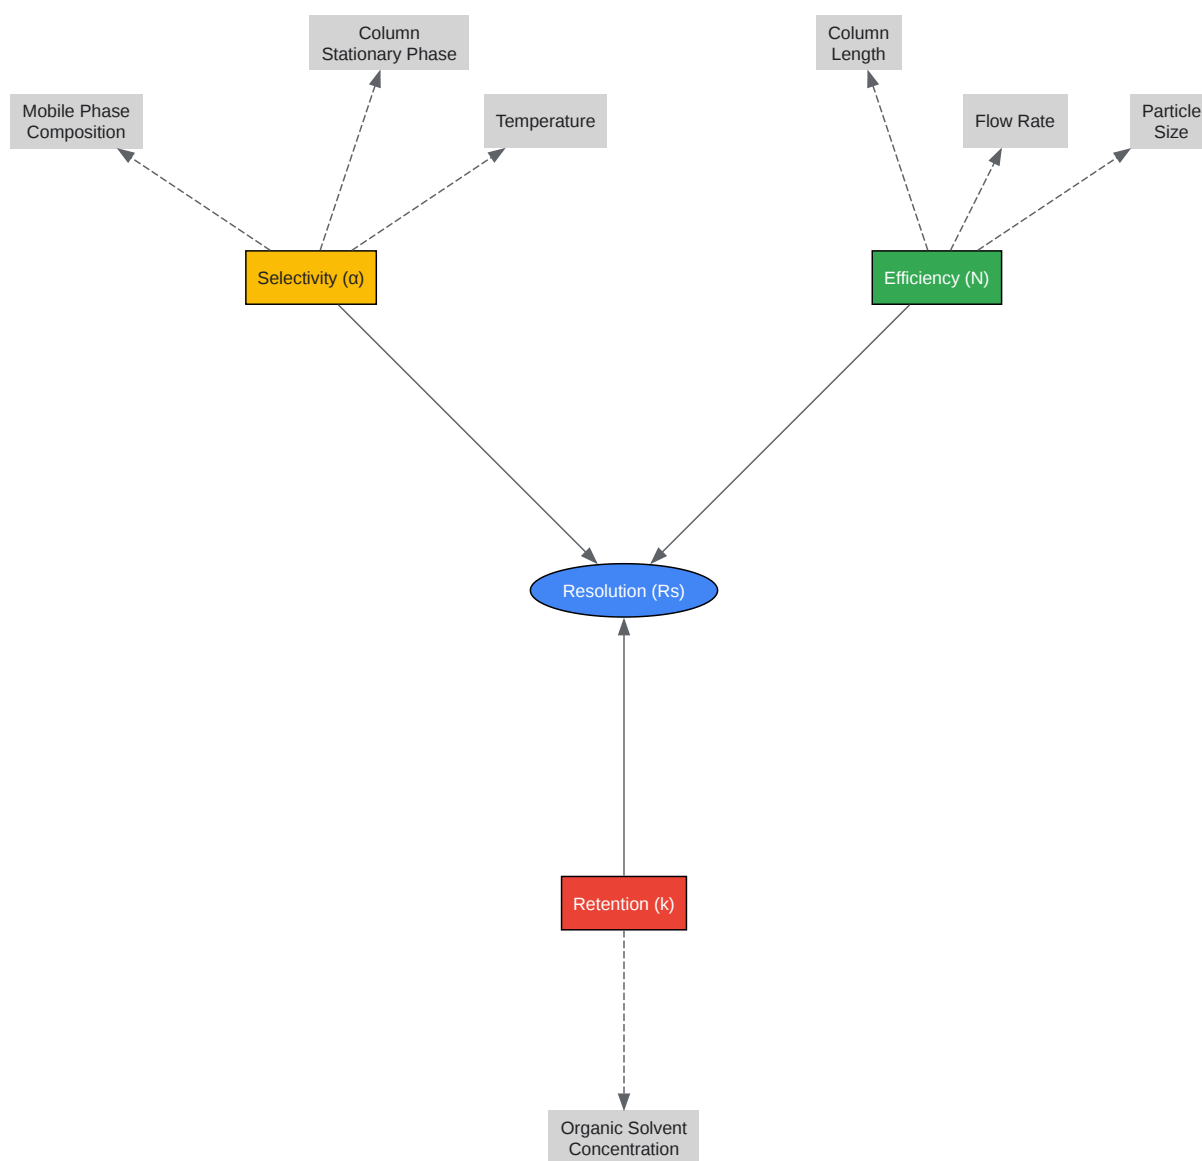 Column
Stationary Phase
Column
Length
Mobile Phase
Composition
Temperature
Flow Rate
Particle
Size
Selectivity (α)
Efficiency (N)
Resolution (Rs)
Retention (k)
Organic Solvent
Concentration